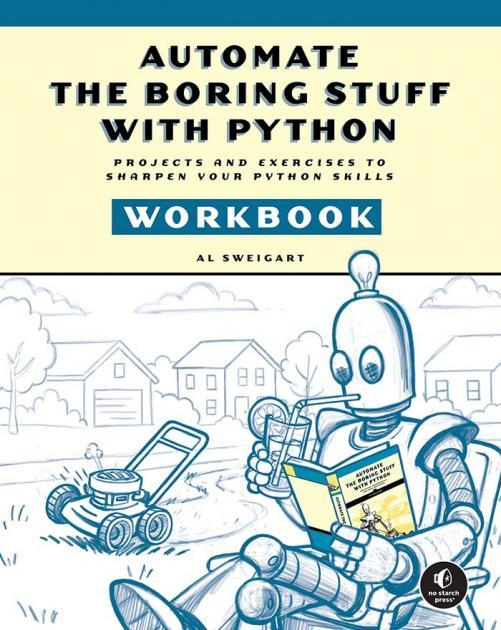 AUTOMATE
THE BORING STUFF
WITH PYTHON
PROJECTS AND EXERCISES TO
SHARPEN YOUR PYTHON SKILLS
WORKBOOK
AL SWEIGART
AUTOMATE
THE BORING STUFF
WITH PYTHON
no starch
press®